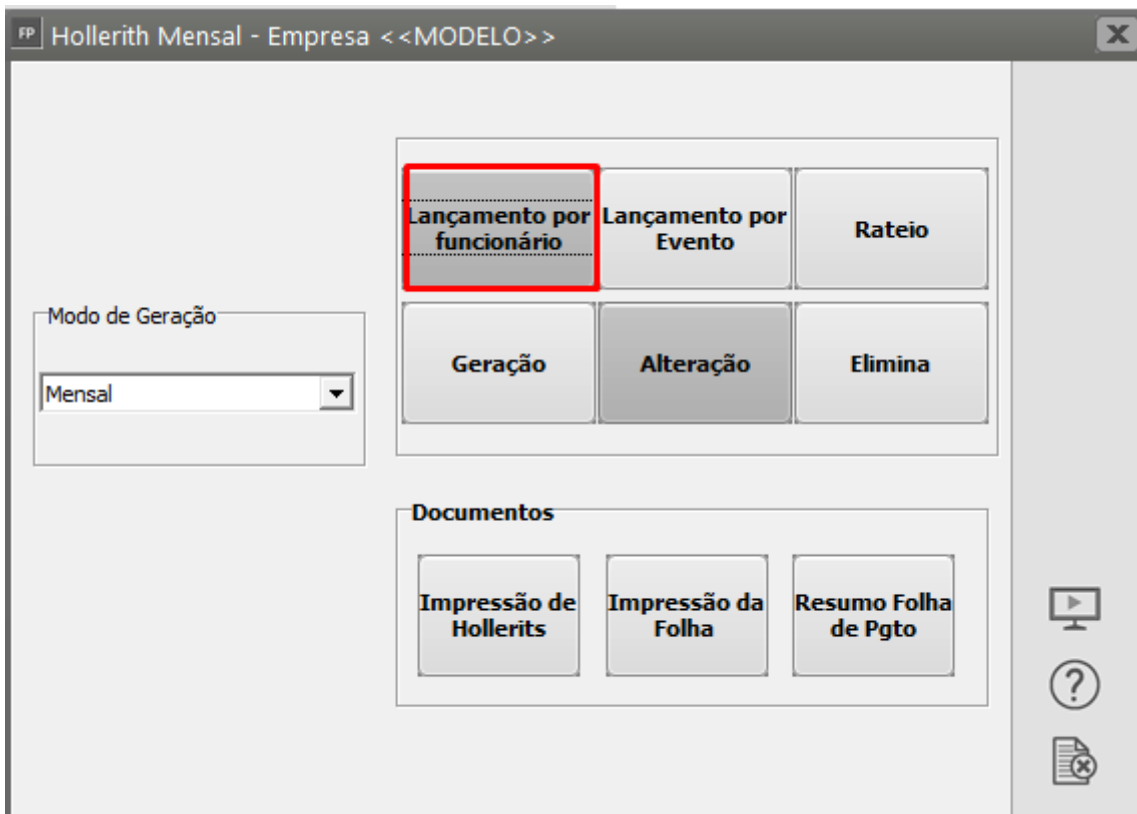 FP Hollerith Mensal - Empresa <<MODELO>>
Lançamento por
funcionário
Lançamento por
Evento
Rateio
Modo de Geração
Mensal
Geração
Alteração
Elimina
Documentos
Impressão de
Hollerits
Impressão da
Folha
Resumo Folha
de Pgto
?